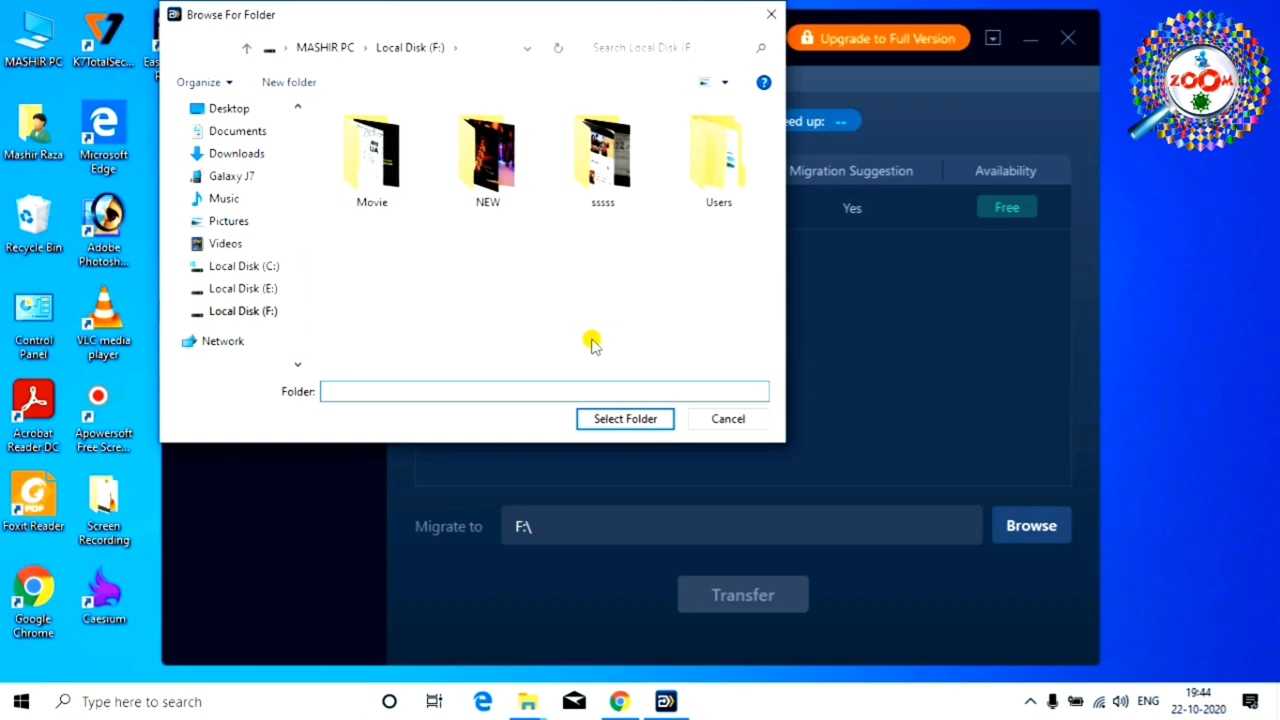 Browse For Folder
MASHIR PC
Local Disk (F:)
Search Local Disk (F:
Organize
New folder
?
Desktop
Documents
Downloads
Galaxy J7
Music
Pictures
Videos
Local Disk (C:)
Local Disk (E:)
Local Disk (F:)
Network
Movie
NEW
sssss
Users
Folder:
Select Folder
Cancel
Upgrade to Full Version
eed up: --
Migration Suggestion
Availability
Yes
Free
Migrate to
F:\
Browse
Transfer
ZOOM
MASHIR PC
K7TotalSec...
Mashir Raza
Microsoft
Edge
Recycle Bin
Adobe
Photosh...
Control
Panel
VLC media
player
Acrobat
Reader DC
Apowersoft
Free Scre...
Foxit Reader
Screen
Recording
Google
Chrome
Caesium
Type here to search
ENG
19:44
22-10-2020